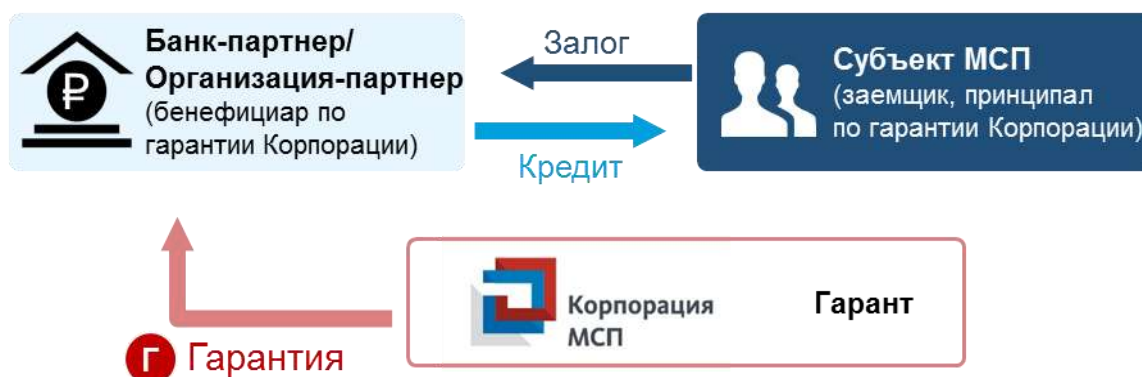 Банк-партнер/
Организация-партнер
(бенефициар по
гарантии Корпорации)
Залог
Кредит
Субъект МСП
(заемщик, принципал
по гарантии Корпорации)
Корпорация
МСП
Гарант
Г Гарантия